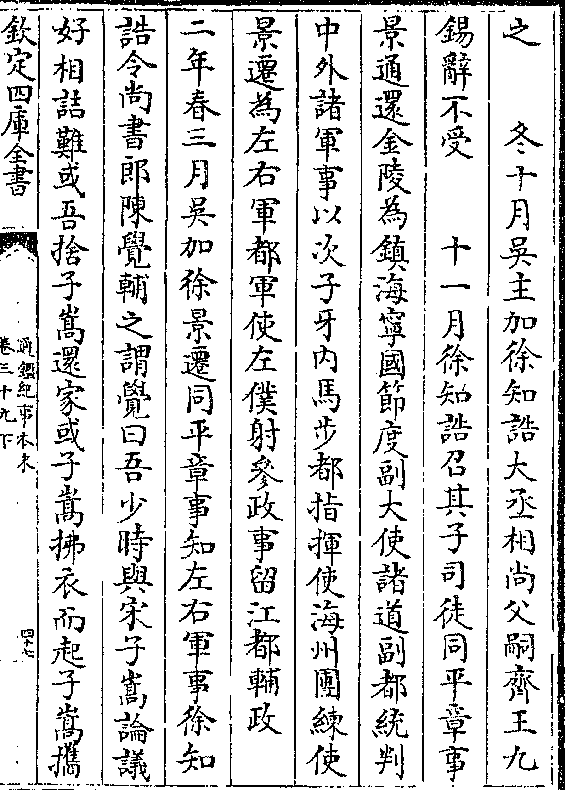 之　冬十月吳主加徐知誥大丞相尚父嗣齊王九
錫辭不受　十一月徐知誥召其子司徒同平章事
景通還金陵為鎮海寧國節度副大使諸道副都統判
中外諸軍事以次子牙內馬步都指揮使海州團練使
景遷為左右軍都軍使左僕射參政事留江都輔政
二年春三月吳加徐景遷同平章事知左右軍事徐知
誥令尚書郎陳覺輔之謂覺曰吾少時與宋子嵩論議
好相詰難或吾捨子嵩還家或子嵩拂衣而起子嵩攜
欽定四庫全書
通鑑紀事本末
卷三十九下
四十七